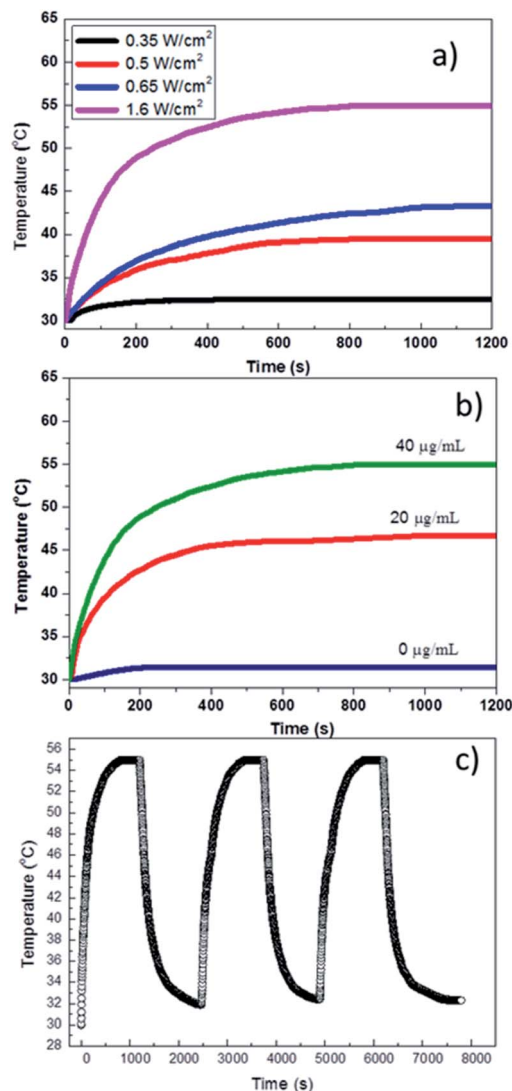 65
60
55
50
45
40
35
30
Temperature (°C)
0.35 W/cm²
0.5 W/cm²
0.65 W/cm²
1.6 W/cm²
a)
0 200 400 600 800 1000 1200
Time (s)
65
60
55
50
45
40
35
30
Temperature (°C)
b)
40 µg/mL
20 µg/mL
0 µg/mL
0 200 400 600 800 1000 1200
Time (s)
56
54
52
50
48
46
44
42
40
38
36
34
32
30
28
Temperature (°C)
c)
0 1000 2000 3000 4000 5000 6000 7000 8000
Time (s)